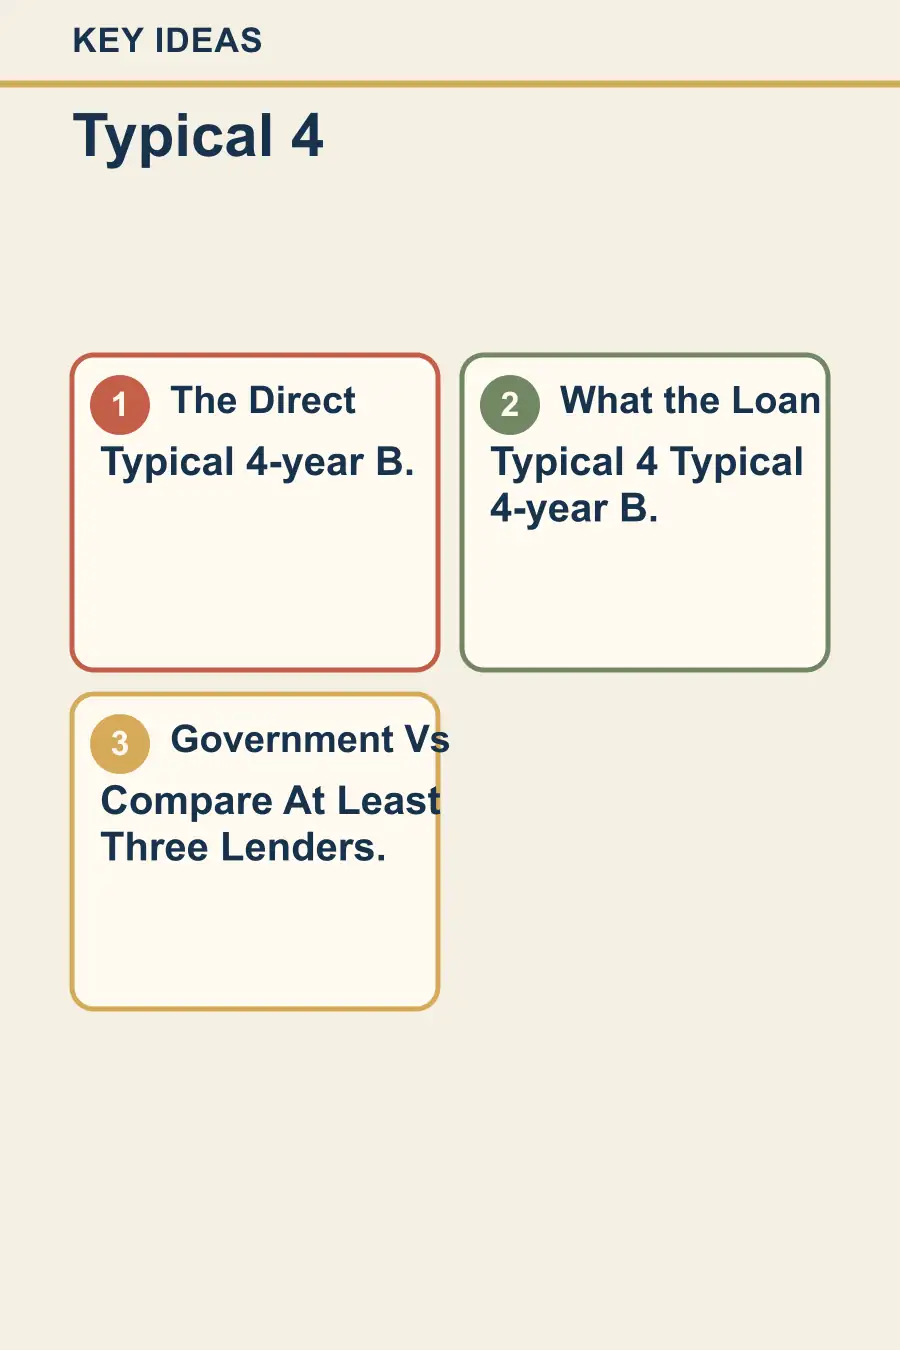 KEY IDEAS
Typical 4
1 The Direct
Typical 4-year B.
2 What the Loan
Typical 4 Typical
4-year B.
3 Government Vs
Compare At Least
Three Lenders.